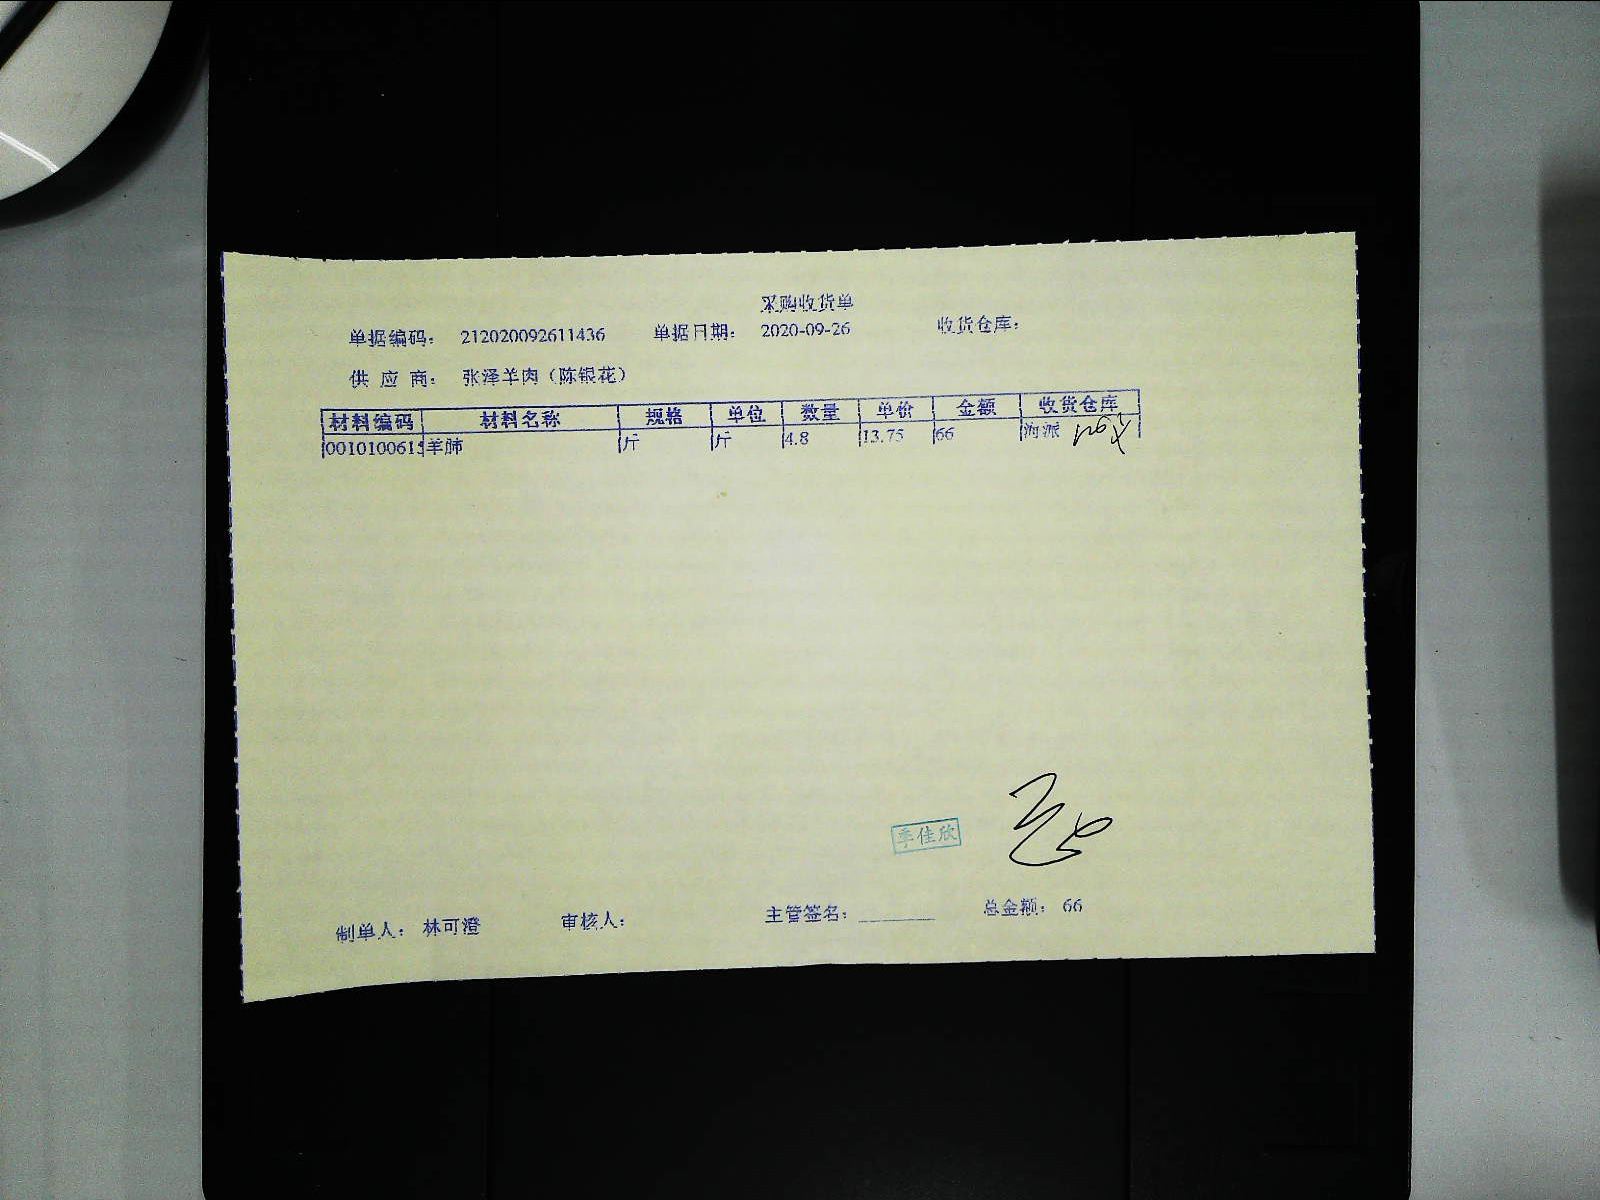 采购收货单
单据编码： 212020092611436 单据日期： 2020-09-26 收货仓库：
供 应 商： 张泽羊肉（陈银花）
材料编码 材料名称 规格 单位 数量 单价 金额 收货仓库
0010100615 羊肺 斤 斤 4.8 13.75 66 海派
季佳欣
制单人： 林可澄 审核人： 主管签名： 总金额： 66